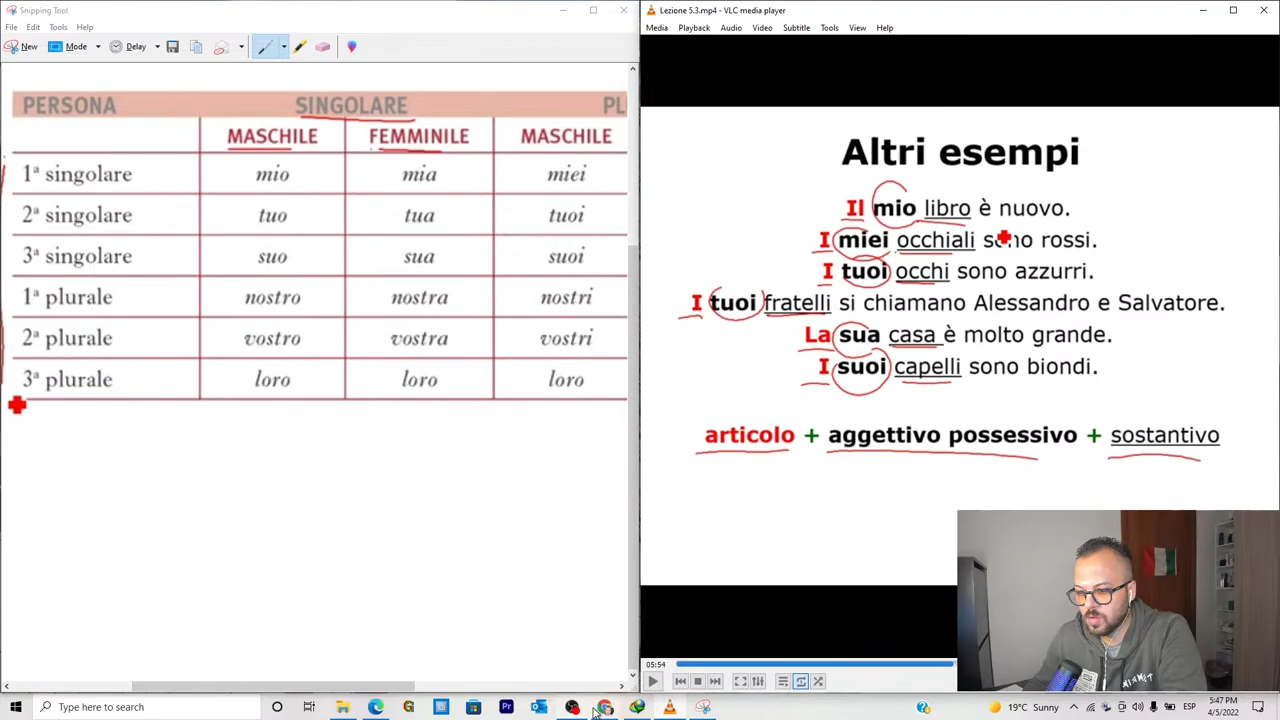 Snipping Tool
File Edit Tools Help
New Mode Delay
PERSONA SINGOLARE PL
MASCHILE FEMMINILE MASCHILE
1ª singolare mio mia miei
2ª singolare tuo tua tuoi
3ª singolare suo sua suoi
1ª plurale nostro nostra nostri
2ª plurale vostro vostra vostri
3ª plurale loro loro loro
Lezione 5.3.mp4 - VLC media player
Media Playback Audio Video Subtitle Tools View Help
Altri esempi
Il mio libro è nuovo.
I miei occhiali sono rossi.
I tuoi occhi sono azzurri.
I tuoi fratelli si chiamano Alessandro e Salvatore.
La sua casa è molto grande.
I suoi capelli sono biondi.
articolo + aggettivo possessivo + sostantivo
05:54
Type here to search
Pr
19°C Sunny
ESP
5:47 PM
4/5/2022